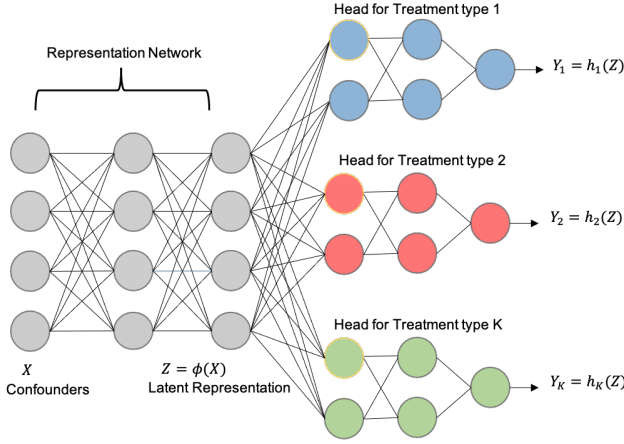 Head for Treatment type 1
Representation Network
Y₁ = h₁(Z)
Head for Treatment type 2
Y₂ = h₂(Z)
Head for Treatment type K
X
Confounders
Z = ϕ(X)
Latent Representation
Y_K = h_K(Z)